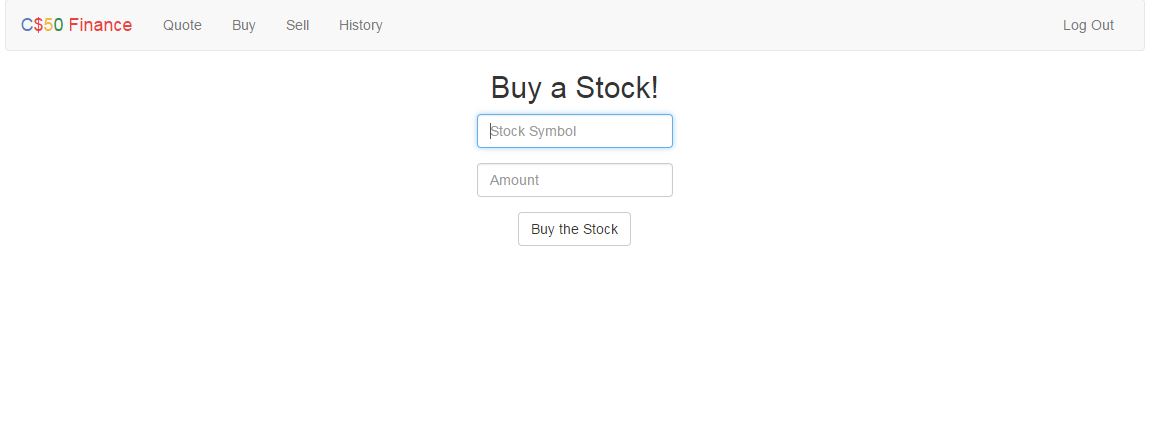 C$50 Finance Quote Buy Sell History Log Out
Buy a Stock!
Stock Symbol
Amount
Buy the Stock